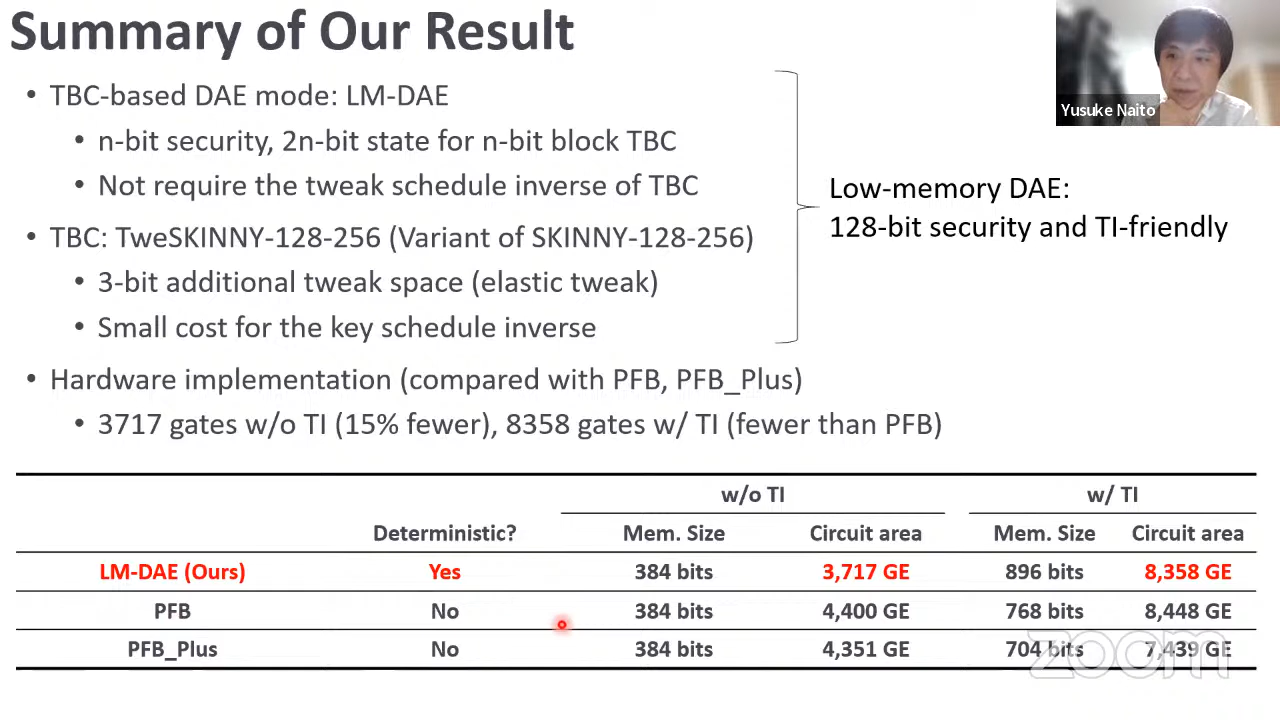 Summary of Our Result
Yusuke Naito
• TBC-based DAE mode: LM-DAE
• n-bit security, 2n-bit state for n-bit block TBC
• Not require the tweak schedule inverse of TBC
• TBC: TweSKINNY-128-256 (Variant of SKINNY-128-256)
• 3-bit additional tweak space (elastic tweak)
• Small cost for the key schedule inverse
Low-memory DAE:
128-bit security and TI-friendly
• Hardware implementation (compared with PFB, PFB_Plus)
• 3717 gates w/o TI (15% fewer), 8358 gates w/ TI (fewer than PFB)
w/o TI w/ TI
Deterministic? Mem. Size Circuit area Mem. Size Circuit area
LM-DAE (Ours) Yes 384 bits 3,717 GE 896 bits 8,358 GE
PFB No 384 bits 4,400 GE 768 bits 8,448 GE
PFB_Plus No 384 bits 4,351 GE 704 bits 7,439 GE
zoom